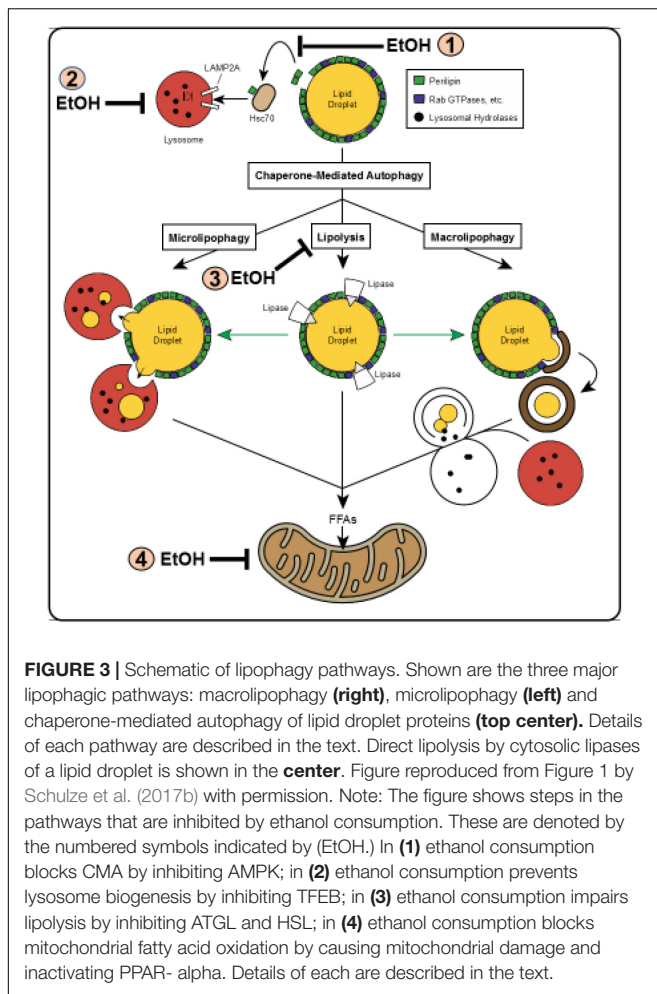 EtOH 1
2
EtOH
LAMP2A
Lysosome
Hsc70
Lipid
Droplet
Perilipin
Rab GTPases, etc.
Lysosomal Hydrolases
Chaperone-Mediated Autophagy
Microlipophagy
Lipolysis
Macrolipophagy
3 EtOH
Lipase
Lipase
Lipase
Lipid
Droplet
Lipid
Droplet
Lipid
Droplet
FFAs
4 EtOH
FIGURE 3 | Schematic of lipophagy pathways. Shown are the three major
lipophagic pathways: macrolipophagy (right), microlipophagy (left) and
chaperone-mediated autophagy of lipid droplet proteins (top center). Details
of each pathway are described in the text. Direct lipolysis by cytosolic lipases
of a lipid droplet is shown in the center. Figure reproduced from Figure 1 by
Schulze et al. (2017b) with permission. Note: The figure shows steps in the
pathways that are inhibited by ethanol consumption. These are denoted by
the numbered symbols indicated by (EtOH.) In (1) ethanol consumption
blocks CMA by inhibiting AMPK; in (2) ethanol consumption prevents
lysosome biogenesis by inhibiting TFEB; in (3) ethanol consumption impairs
lipolysis by inhibiting ATGL and HSL; in (4) ethanol consumption blocks
mitochondrial fatty acid oxidation by causing mitochondrial damage and
inactivating PPAR- alpha. Details of each are described in the text.